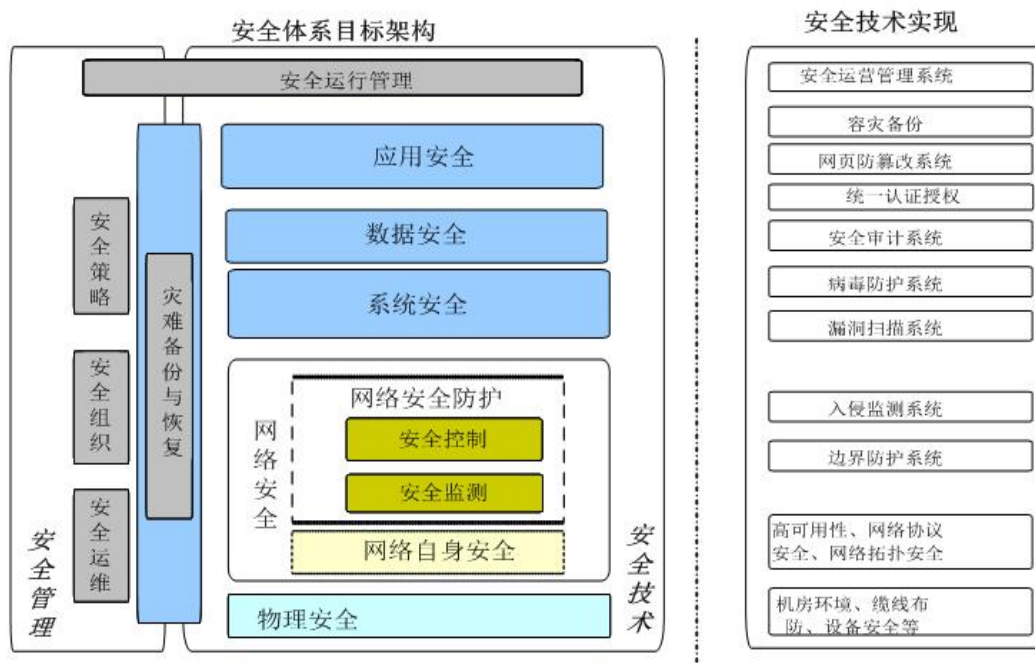 安全体系目标架构
安全运行管理
应用安全
数据安全
系统安全
网络安全防护
安全控制
安全监测
网络安全
网络自身安全
物理安全
安全策略
安全组织
安全运维
灾难备份与恢复
安全管理
安全技术
安全技术实现
安全运营管理系统
容灾备份
网页防篡改系统
统一认证授权
安全审计系统
病毒防护系统
漏洞扫描系统
入侵监测系统
边界防护系统
高可用性、网络协议
安全、网络拓扑安全
机房环境、缆线布
防、设备安全等